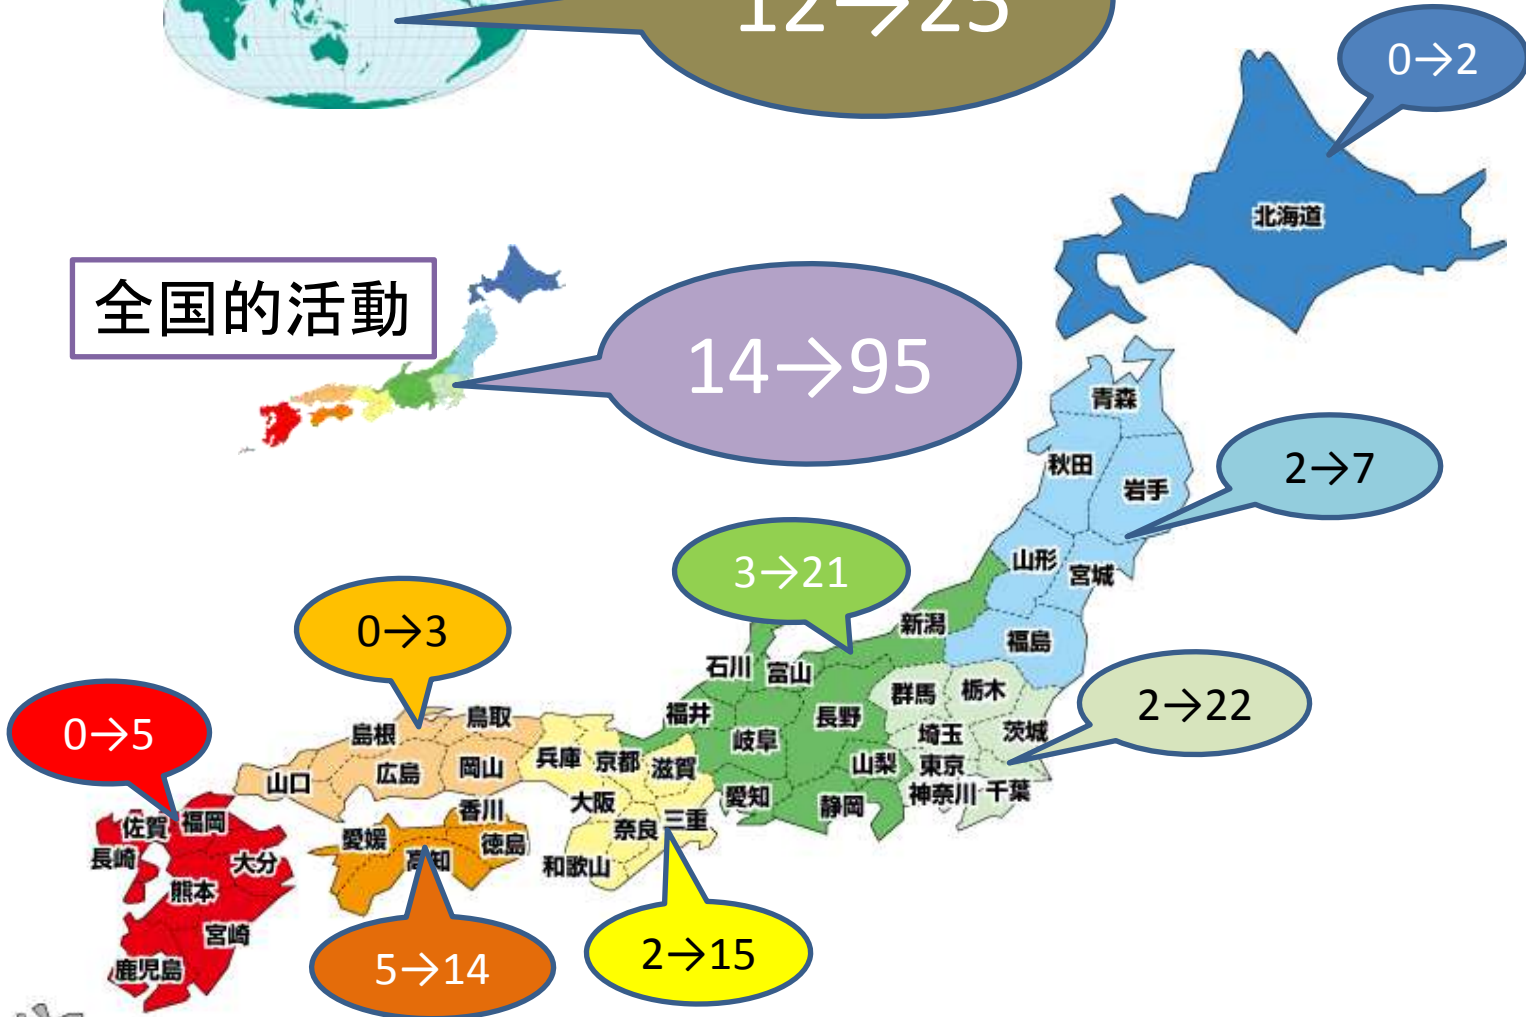 12→25
0→2
北海道
全国的活動
14→95
青森
秋田
岩手
2→7
山形
宮城
3→21
新潟
福島
0→3
石川
富山
群馬
栃木
2→22
0→5
島根
鳥取
福井
長野
埼玉
茨城
岐阜
山口
広島
岡山
兵庫
京都
滋賀
山梨
東京
愛知
静岡
神奈川
千葉
佐賀
福岡
香川
大阪
長崎
愛媛
高知
徳島
奈良
三重
大分
和歌山
熊本
宮崎
鹿児島
5→14
2→15